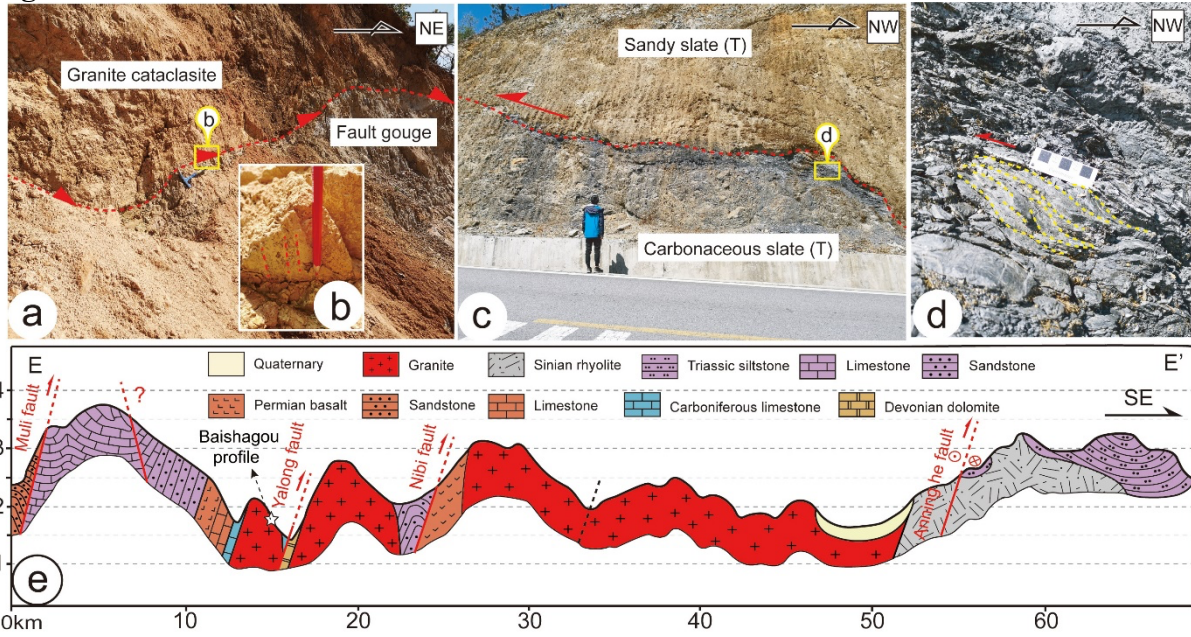 NE
Granite cataclasite
b
Fault gouge
b
a
NW
Sandy slate (T)
d
Carbonaceous slate (T)
c
NW
d
E
E'
Quaternary
Granite
Sinian rhyolite
Triassic siltstone
Limestone
Sandstone
Permian basalt
Sandstone
Limestone
Carboniferous limestone
Devonian dolomite
SE
Muli fault
?
Baishagou
profile
Yalong fault
Nibi fault
Anning he fault
4
3
2
1
e
0km
10
20
30
40
50
60